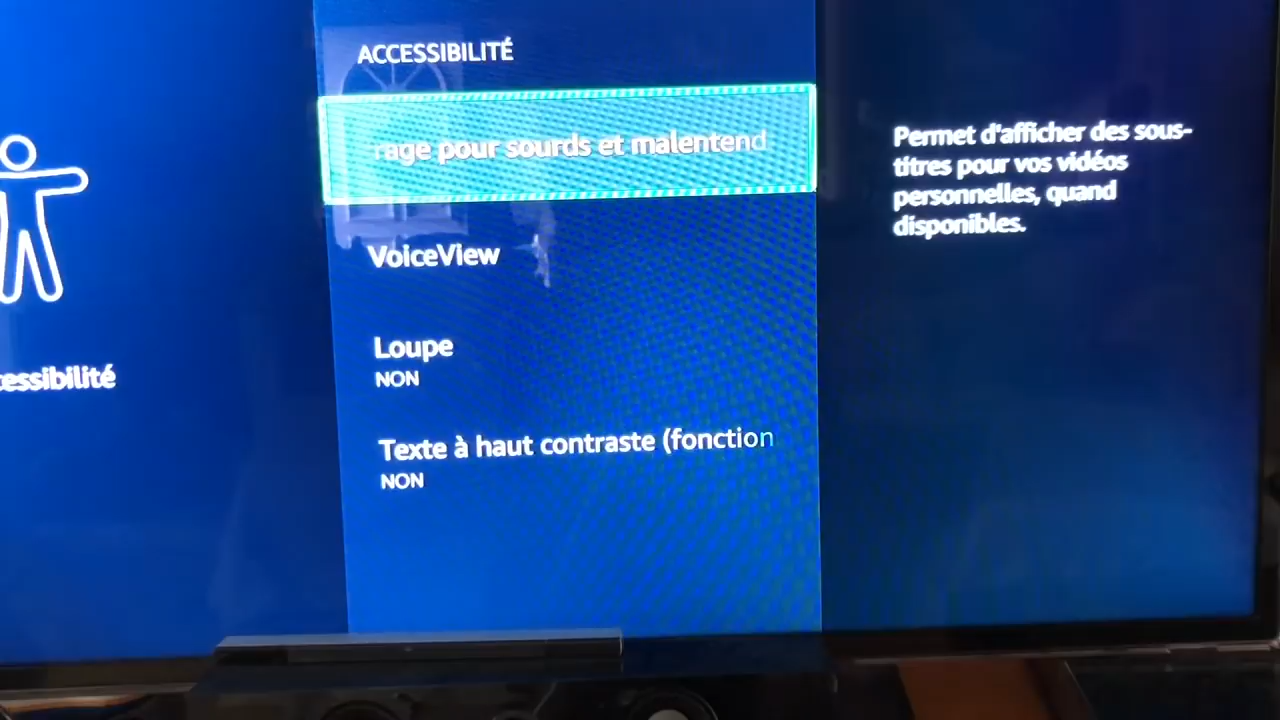 ACCESSIBILITÉ
rage pour sourds et malentend
Permet d'afficher des sous-
titres pour vos vidéos
personnelles, quand
disponibles.
VoiceView
Loupe
NON
cessibilité
Texte à haut contraste (fonction
NON